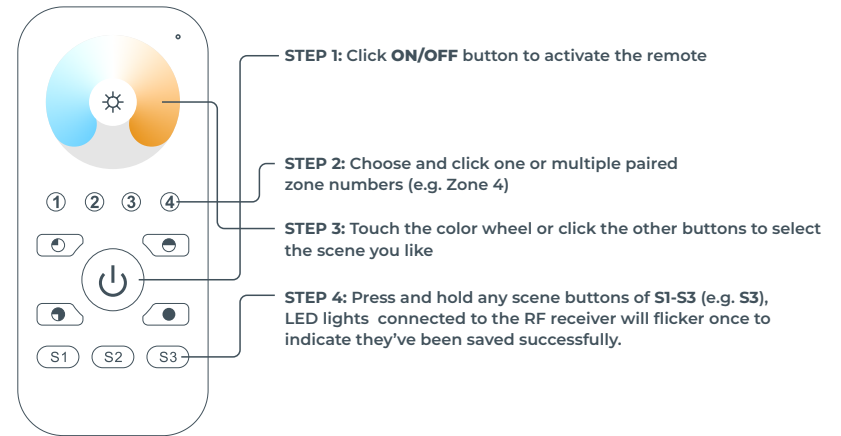 STEP 1: Click ON/OFF button to activate the remote
STEP 2: Choose and click one or multiple paired
zone numbers (e.g. Zone 4)
1 2 3 4
STEP 3: Touch the color wheel or click the other buttons to select
the scene you like
STEP 4: Press and hold any scene buttons of S1-S3 (e.g. S3),
LED lights connected to the RF receiver will flicker once to
indicate they’ve been saved successfully.
S1 S2 S3